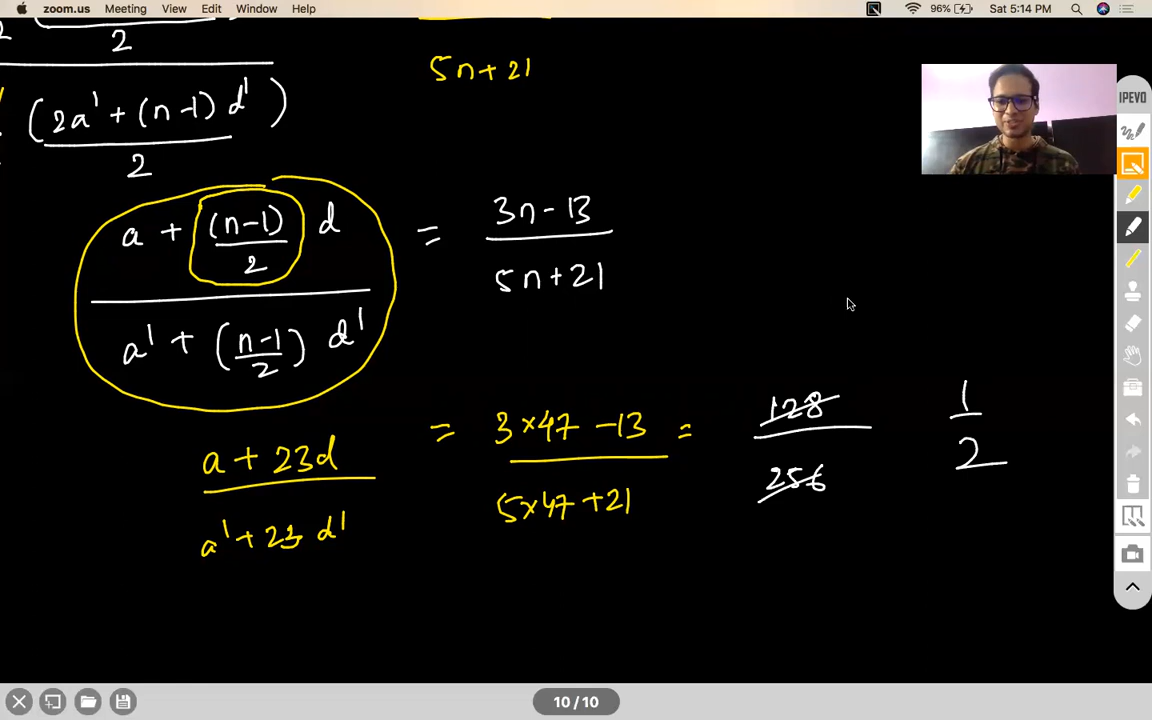 zoom.us Meeting View Edit Window Help 96% Sat 5:14 PM
2
5n+21
(2a' + (n-1) d')
2
IPEVO
a + (n-1) d = 3n-13
2
5n+21
a' + (n-1) d'
2
a + 23d = 3×47 -13 = 128 1
a' + 23 d' 5×47 +21 256 2
10 / 10